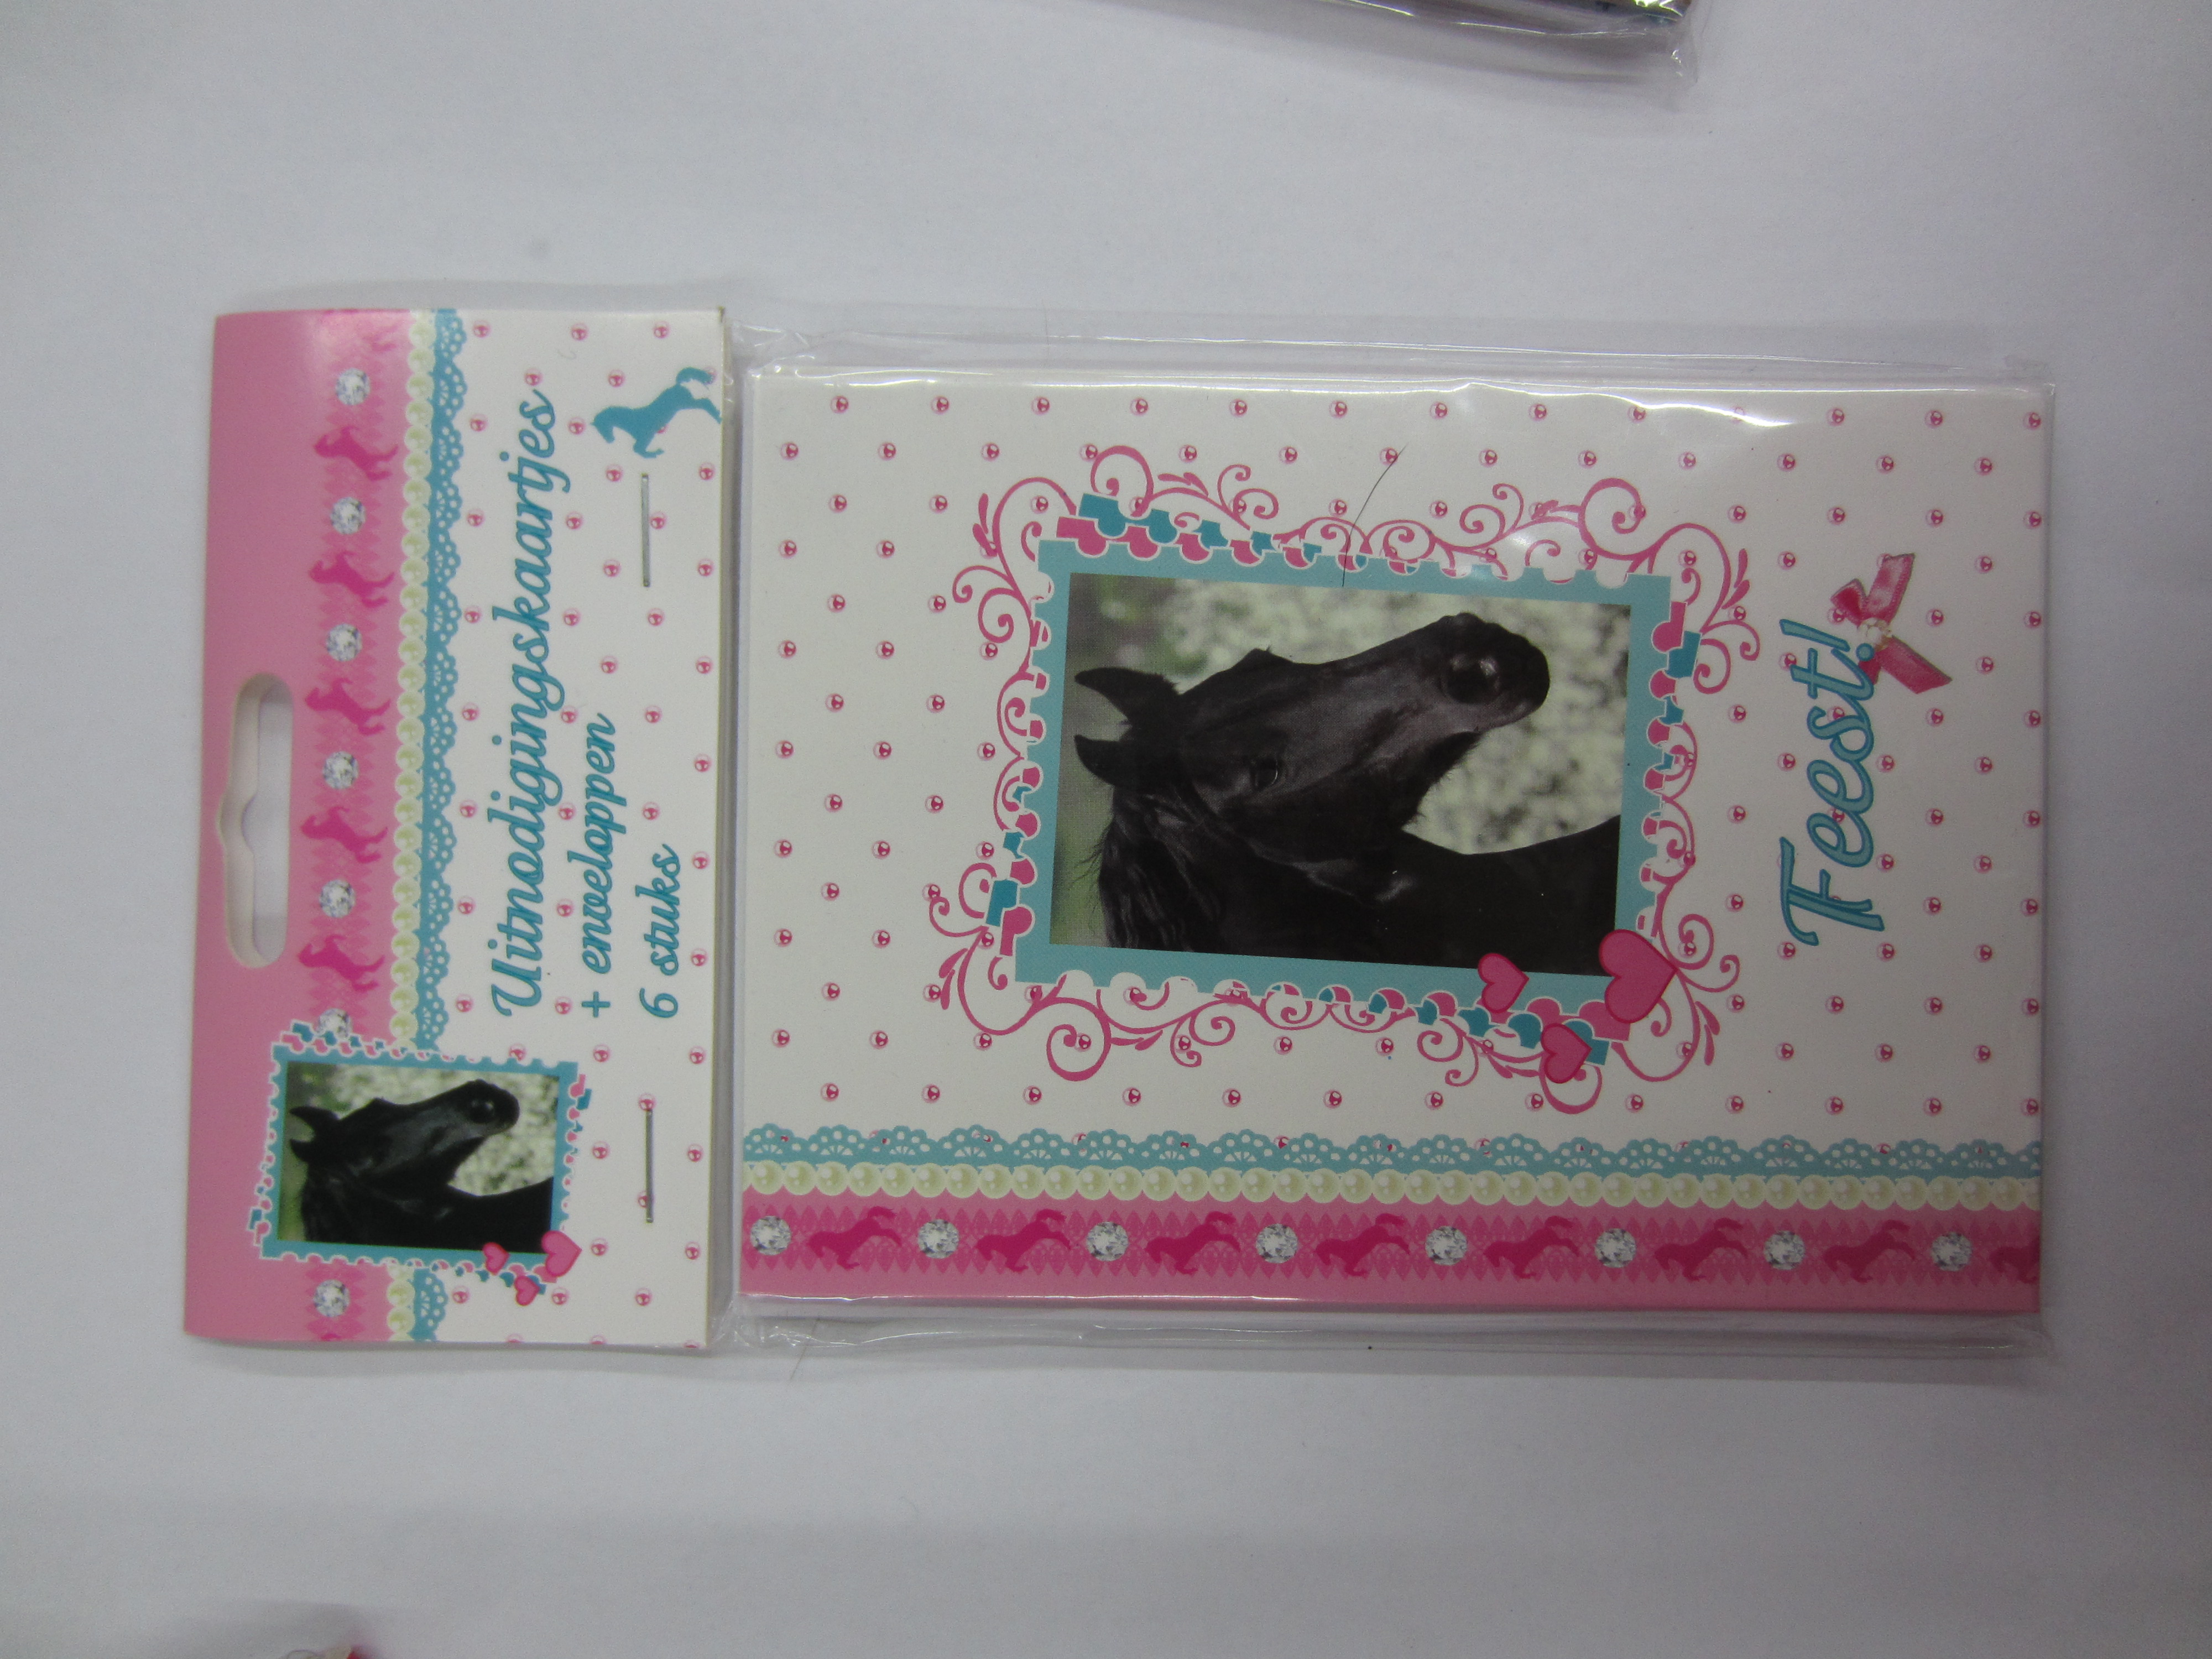 Uitnodigingskaartjes
+ enveloppen
6 stuks
Feest!